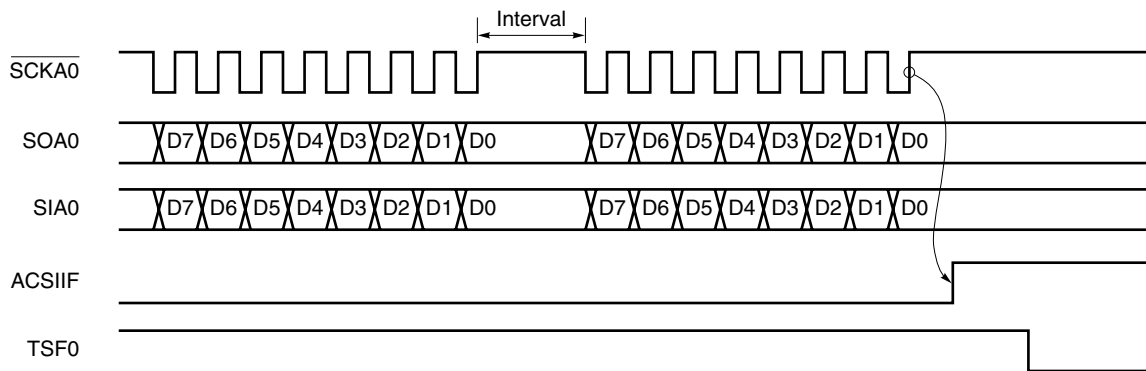 Interval
SCKA0
SOA0 D7 D6 D5 D4 D3 D2 D1 D0 D7 D6 D5 D4 D3 D2 D1 D0
SIA0 D7 D6 D5 D4 D3 D2 D1 D0 D7 D6 D5 D4 D3 D2 D1 D0
ACSIIF
TSF0